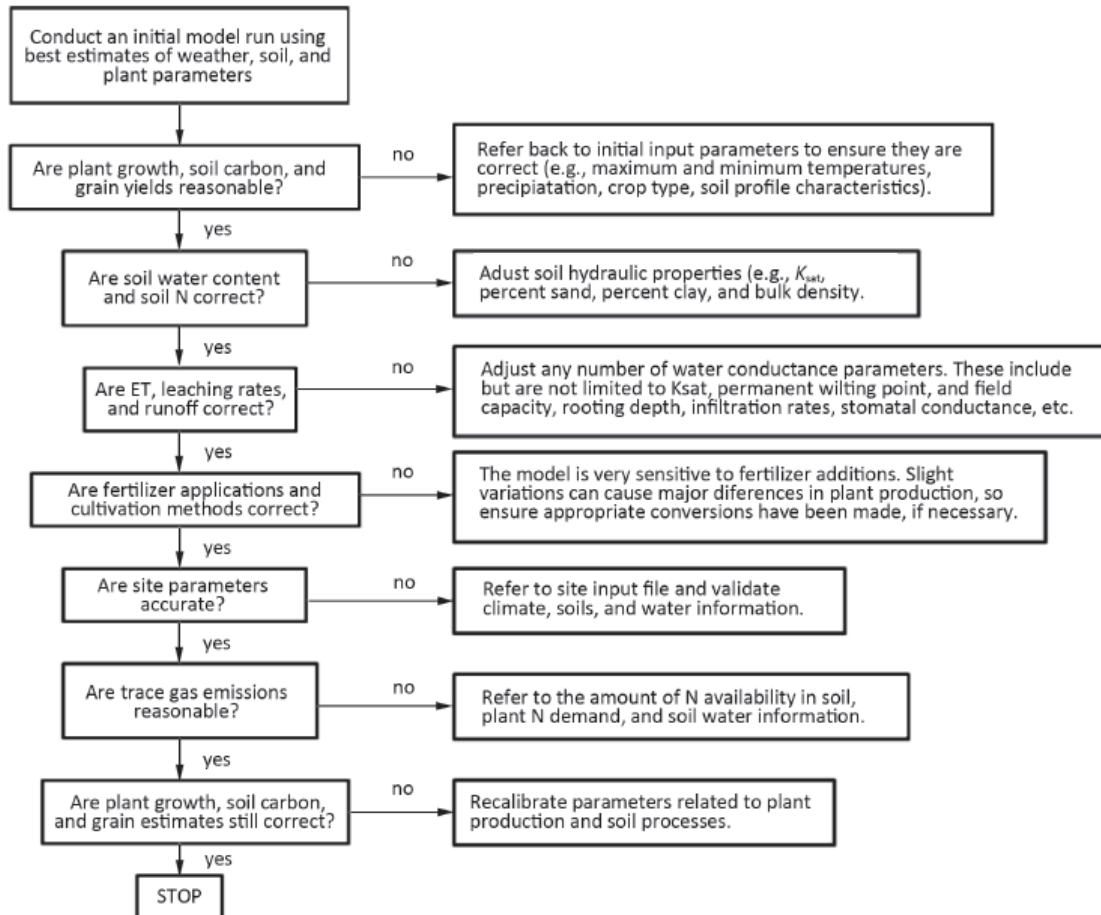 Conduct an initial model run using
best estimates of weather, soil, and
plant parameters
Are plant growth, soil carbon, and
grain yields reasonable?
no
Refer back to initial input parameters to ensure they are
correct (e.g., maximum and minimum temperatures,
precipiatation, crop type, soil profile characteristics).
yes
Are soil water content
and soil N correct?
no
Adust soil hydraulic properties (e.g., Ksat,
percent sand, percent clay, and bulk density.
yes
Are ET, leaching rates,
and runoff correct?
no
Adjust any number of water conductance parameters. These include
but are not limited to Ksat, permanent wilting point, and field
capacity, rooting depth, infiltration rates, stomatal conductance, etc.
yes
Are fertilizer applications and
cultivation methods correct?
no
The model is very sensitive to fertilizer additions. Slight
variations can cause major diferences in plant production, so
ensure appropriate conversions have been made, if necessary.
yes
Are site parameters
accurate?
no
Refer to site input file and validate
climate, soils, and water information.
yes
Are trace gas emissions
reasonable?
no
Refer to the amount of N availability in soil,
plant N demand, and soil water information.
yes
Are plant growth, soil carbon,
and grain estimates still correct?
no
Recalibrate parameters related to plant
production and soil processes.
yes
STOP